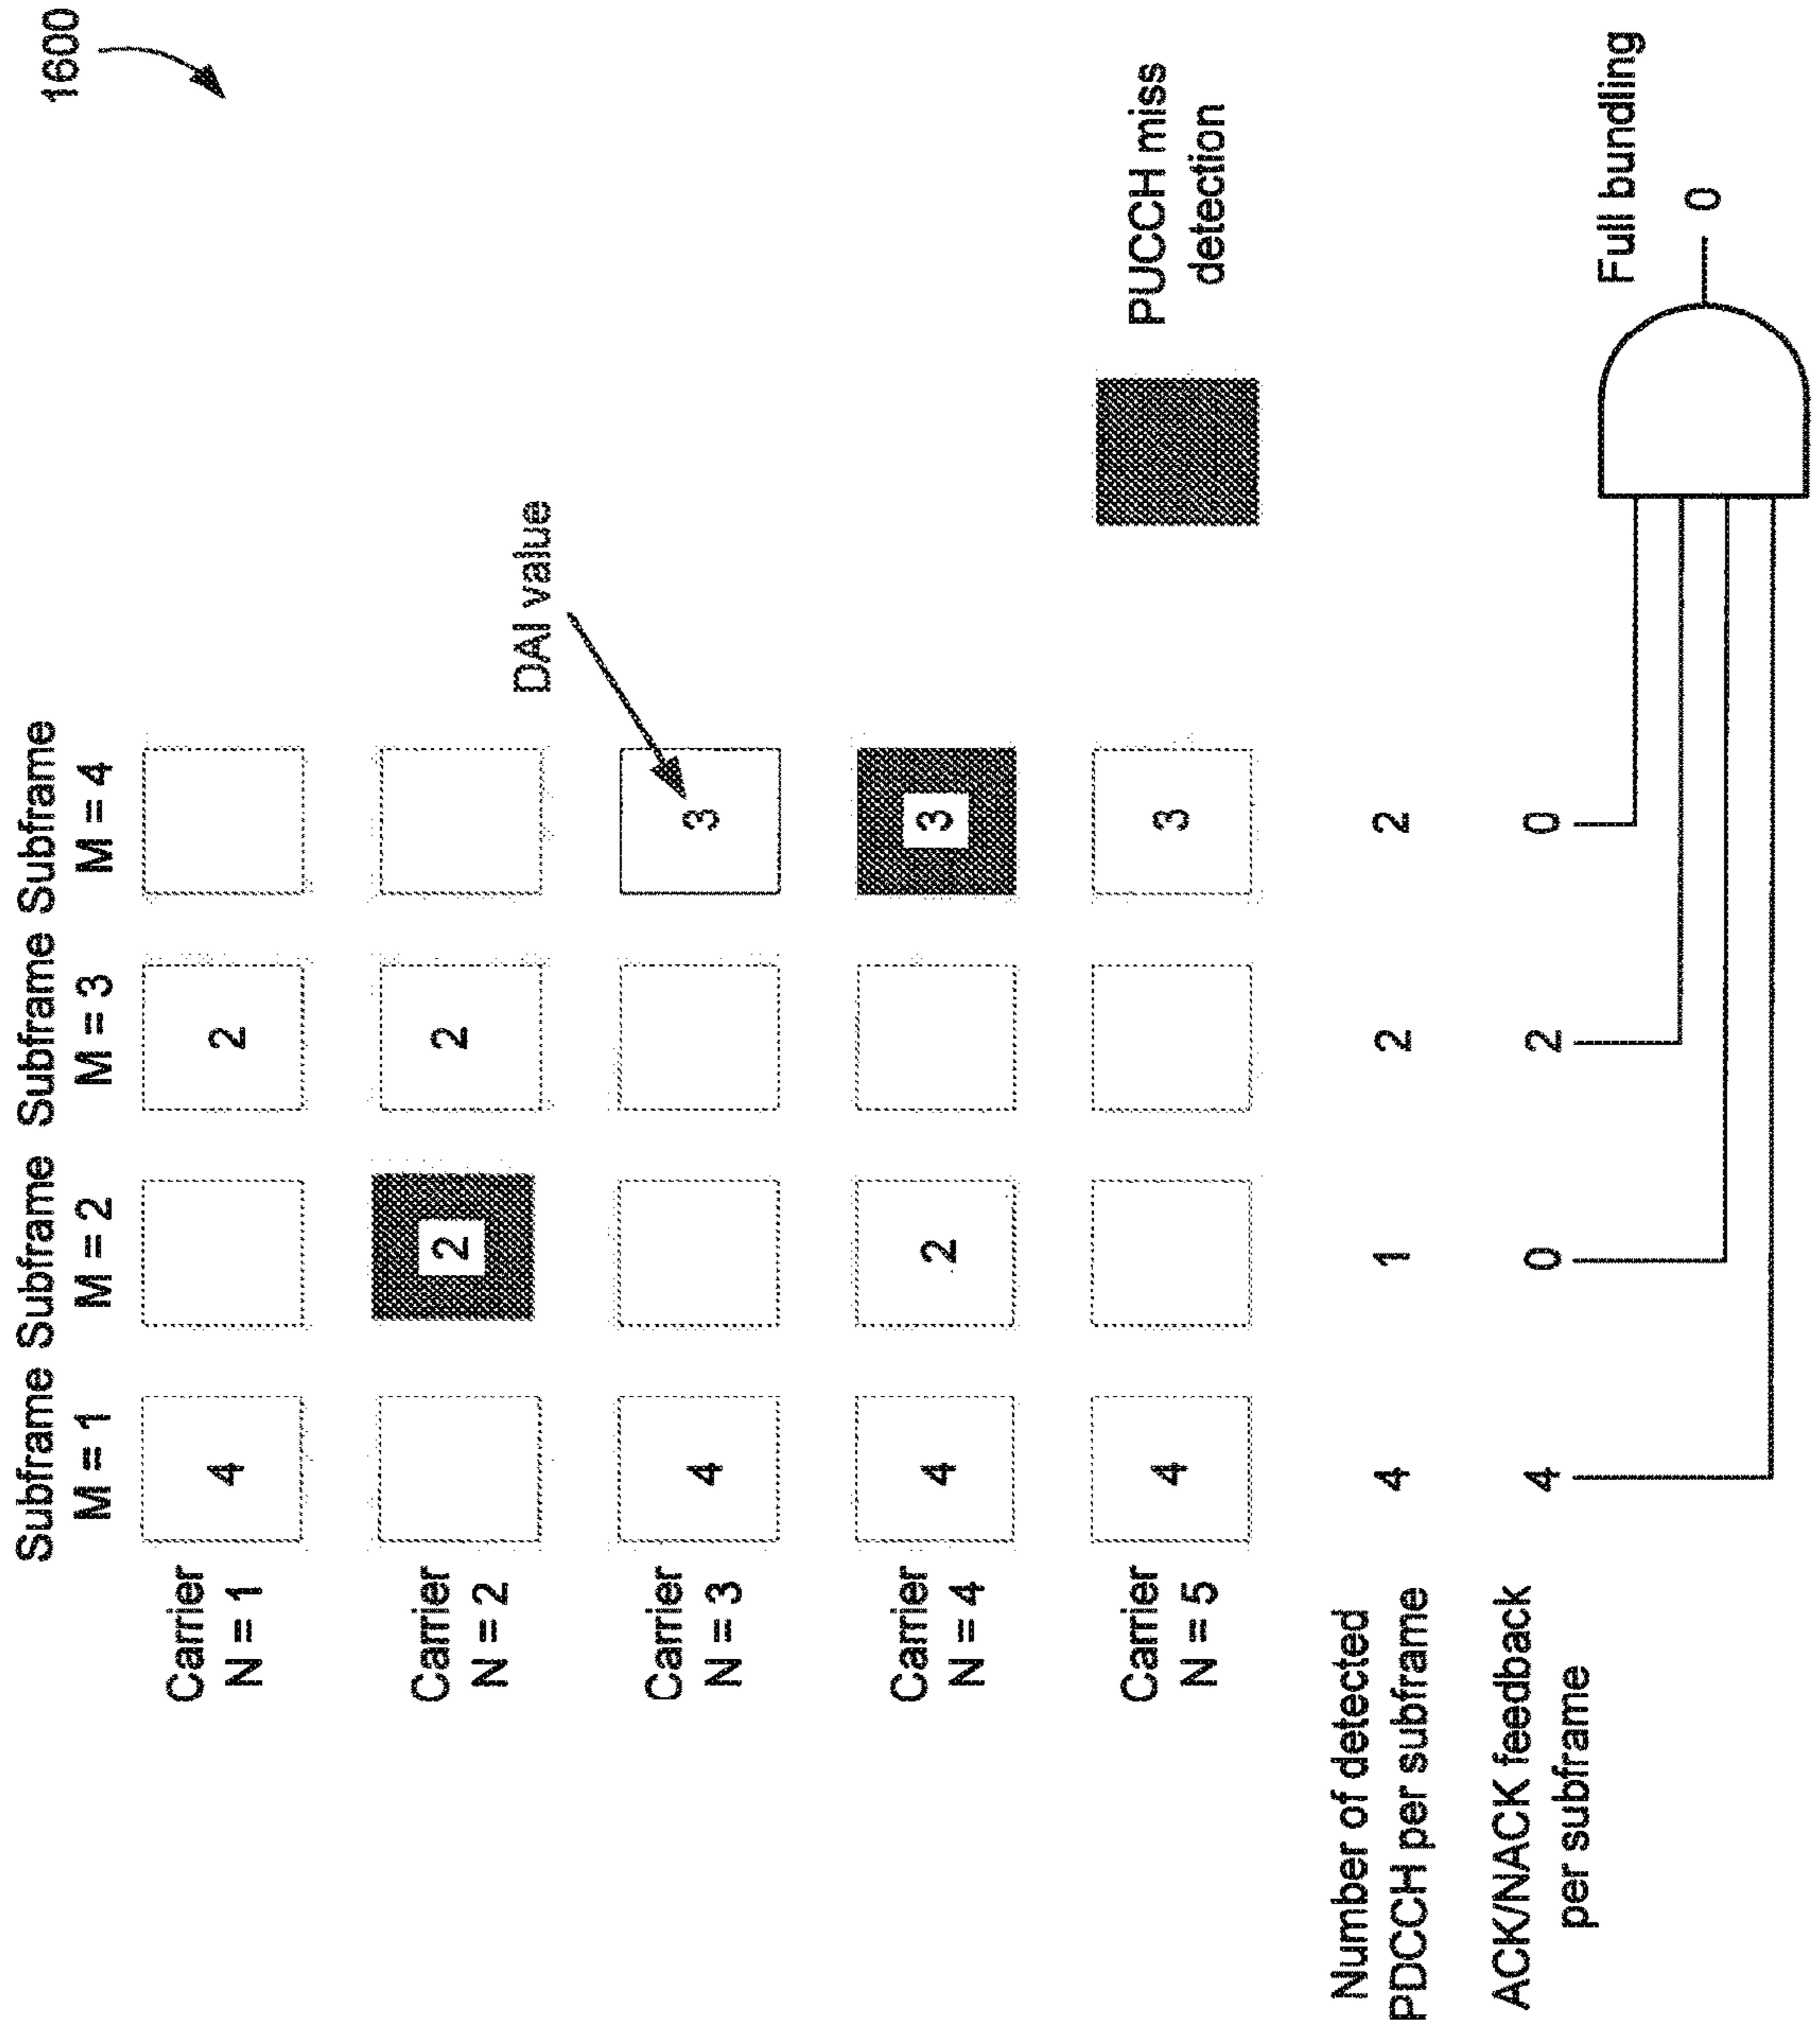 1600
Subframe Subframe Subframe Subframe
M = 1 M = 2 M = 3 M = 4
Carrier
N = 1
4 2
Carrier
N = 2
2 2
DAI value
Carrier
N = 3
4 3
Carrier
N = 4
4 2 3
Carrier
N = 5
4 3
PUCCH miss
detection
Number of detected
PDCCH per subframe
4 1 2 2
ACK/NACK feedback
per subframe
4 0 2 0
Full bundling
0